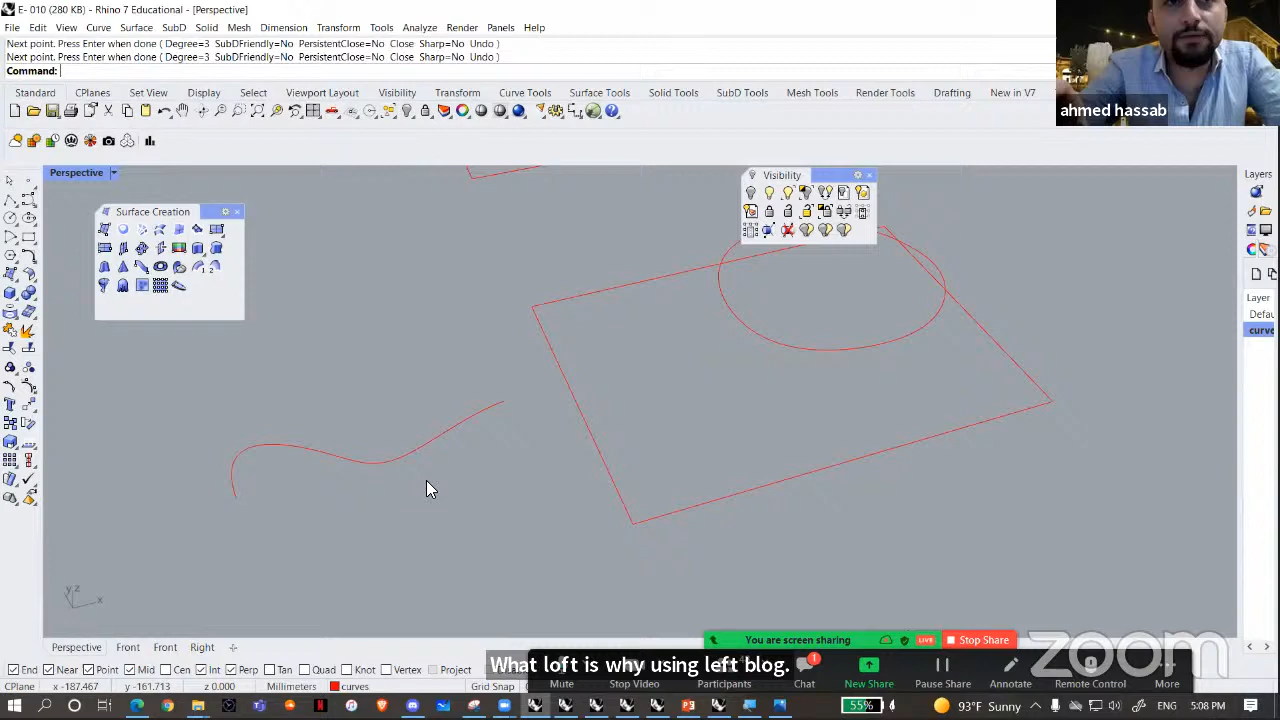 E- 010 (280 KB) - Rhino 7 Educational - [Perspective]
File Edit View Curve Surface SubD Solid Mesh Dimension Transform Tools Analyze Render Panels Help
Next point. Press Enter when done ( Degree=3 SubDFriendly=No PersistentClose=No Close Sharp=No Undo )
Next point. Press Enter when done ( Degree=3 SubDFriendly=No PersistentClose=No Close Sharp=No Undo )
Command:
ahmed hassab
Standard CPlanes Set View Display Select Viewport Layout Visibility Transform Curve Tools Surface Tools Solid Tools SubD Tools Mesh Tools Render Tools Drafting New in V7
Perspective
Visibility
Layers
Surface Creation
Layer
Defau
curve
y z
x
Perspective Front Front Right
You are screen sharing LIVE Stop Share
zoom
End Near Point Mid Cen Int Perp Tan Quad Knot Vertex Project
What loft is why using left blog.
1
Mute Stop Video Participants Chat New Share Pause Share Annotate Remote Control More
CPlane x -187.467 y -161.713 z 0.000 Millimeters curves Grid Snap
55% 93°F Sunny 5:08 PM